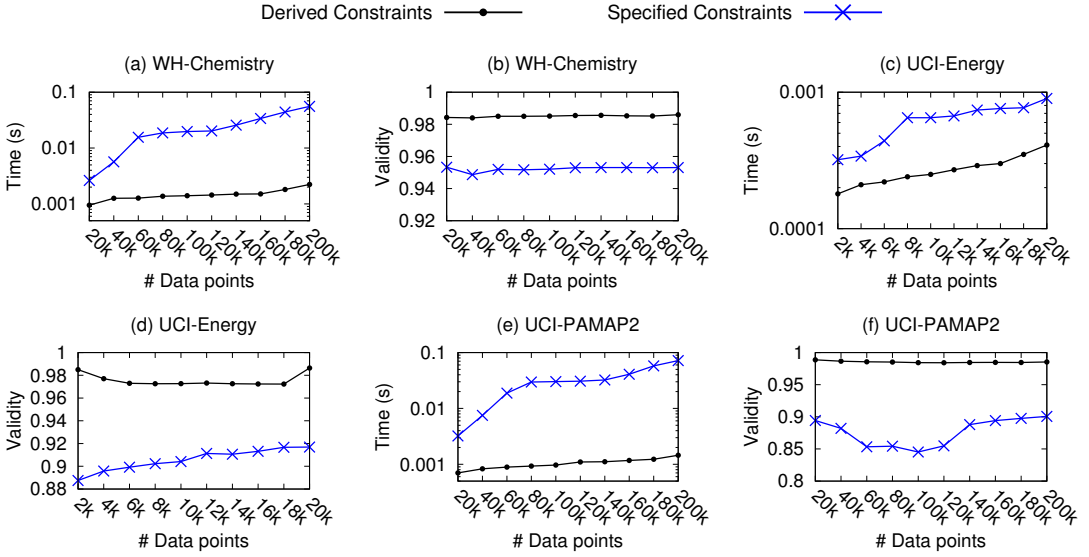 Derived Constraints Specified Constraints
(a) WH-Chemistry
0.1
0.01
0.001
Time (s)
20k 40k 60k 80k 100k 120k 140k 160k 180k 200k
# Data points
(b) WH-Chemistry
1
0.98
0.96
0.94
0.92
Validity
20k 40k 60k 80k 100k 120k 140k 160k 180k 200k
# Data points
(c) UCI-Energy
0.001
0.0001
Time (s)
2k 4k 6k 8k 10k 12k 14k 16k 18k 20k
# Data points
(d) UCI-Energy
1
0.98
0.96
0.94
0.92
0.9
0.88
Validity
2k 4k 6k 8k 10k 12k 14k 16k 18k 20k
# Data points
(e) UCI-PAMAP2
0.1
0.01
0.001
Time (s)
20k 40k 60k 80k 100k 120k 140k 160k 180k 200k
# Data points
(f) UCI-PAMAP2
1
0.95
0.9
0.85
0.8
Validity
20k 40k 60k 80k 100k 120k 140k 160k 180k 200k
# Data points